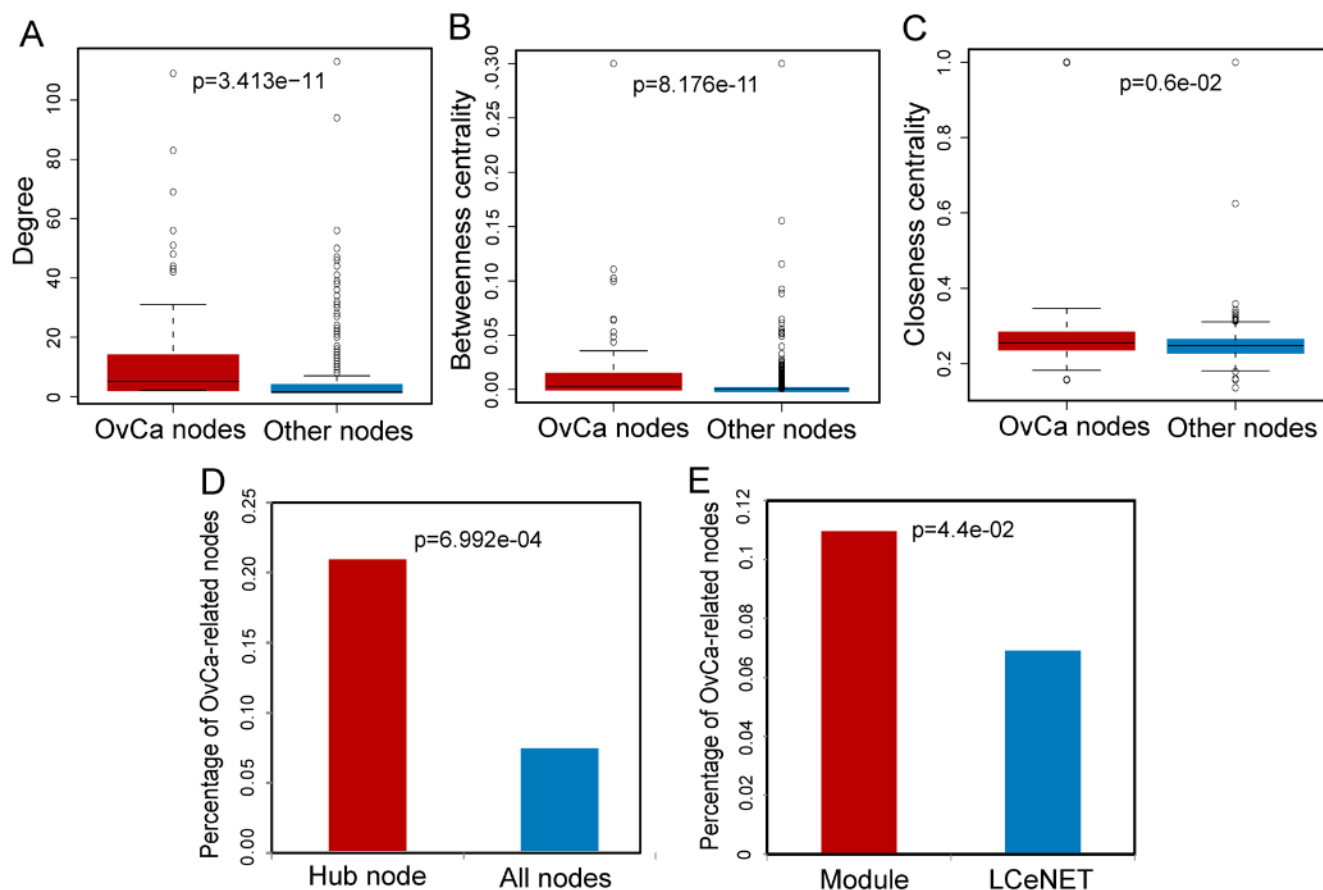 A
Degree
0
20
40
60
80
100
p=3.413e−11
OvCa nodes
Other nodes
B
Betweenness centrality
0.00
0.05
0.10
0.15
0.20
0.25
0.30
p=8.176e-11
OvCa nodes
Other nodes
C
Closeness centrality
0.2
0.4
0.6
0.8
1.0
p=0.6e-02
OvCa nodes
Other nodes
D
Percentage of OvCa-related nodes
0.00
0.05
0.10
0.15
0.20
0.25
p=6.992e-04
Hub node
All nodes
E
Percentage of OvCa-related nodes
0
0.02
0.04
0.06
0.08
0.1
0.12
p=4.4e-02
Module
LCeNET